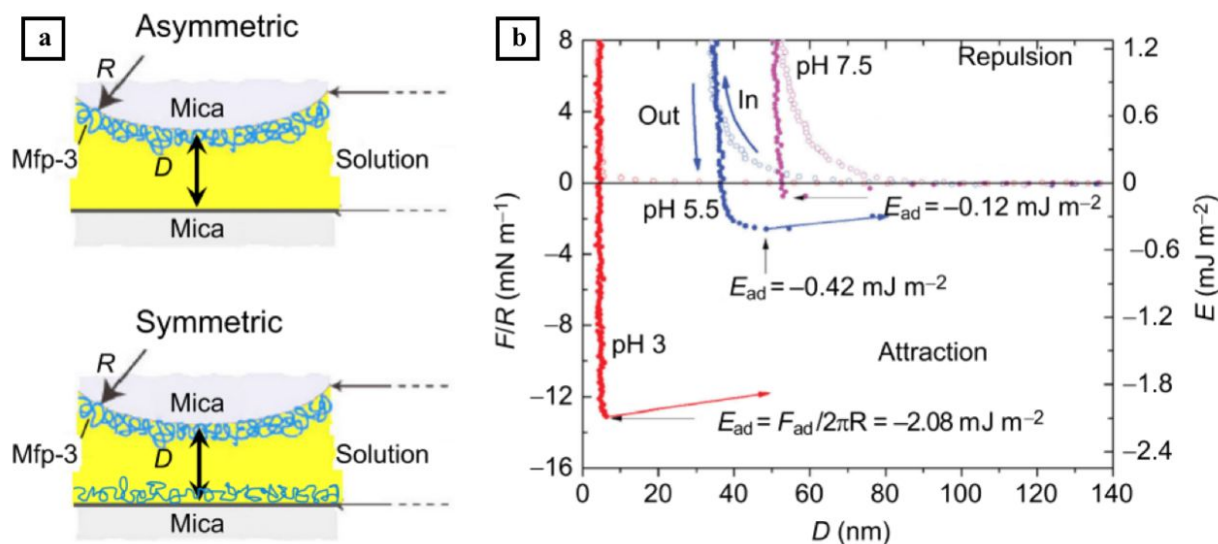 a
Asymmetric
R
Mica
Mfp-3
D
Solution
Mica
Symmetric
R
Mica
Mfp-3
D
Solution
Mica
b
8
4
0
−4
−8
−12
−16
F/R (mN m⁻¹)
0 20 40 60 80 100 120 140
D (nm)
1.2
0.6
0
−0.6
−1.2
−1.8
−2.4
E (mJ m⁻²)
pH 7.5
Repulsion
Out
In
pH 5.5
E_ad = −0.12 mJ m⁻²
E_ad = −0.42 mJ m⁻²
pH 3
Attraction
E_ad = F_ad/2πR = −2.08 mJ m⁻²